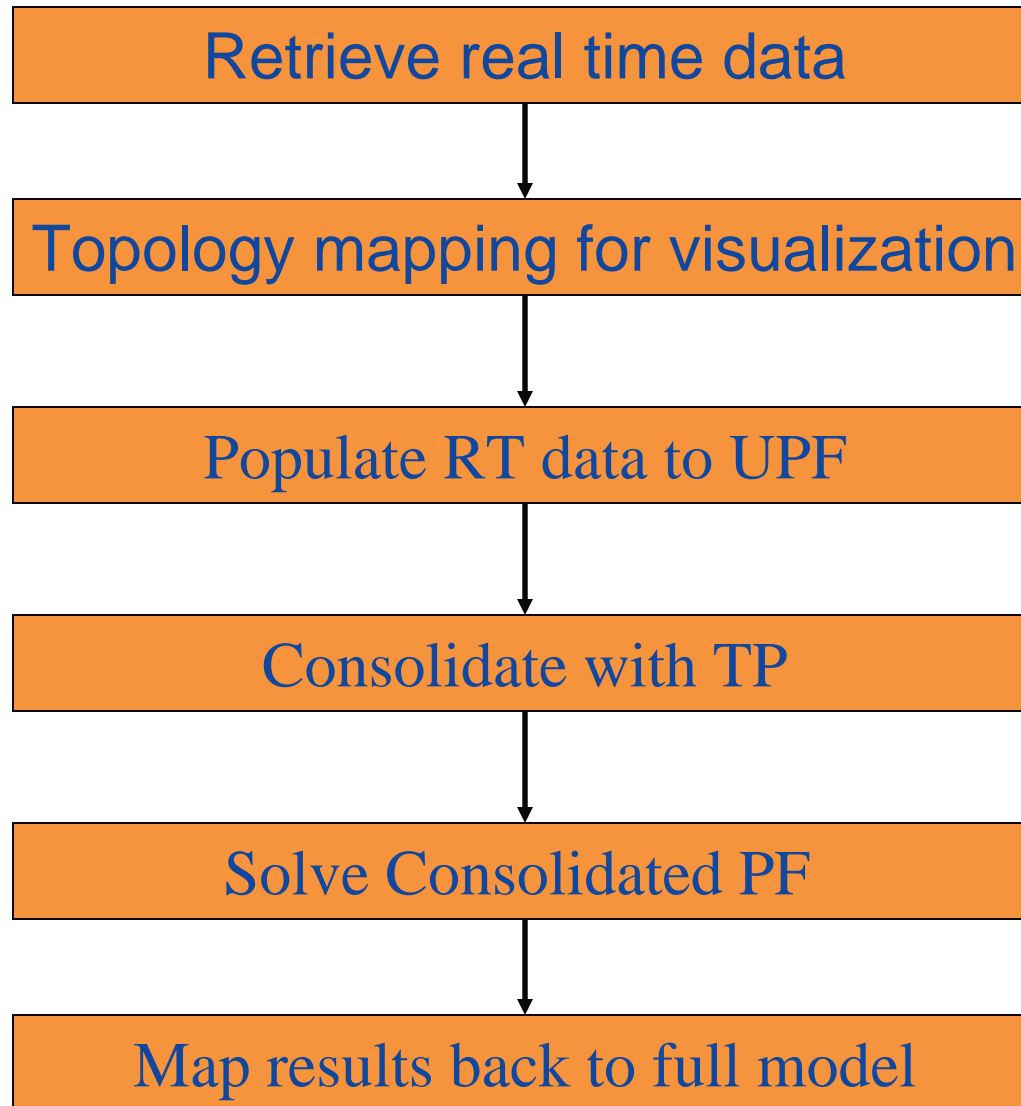 Retrieve real time data
Topology mapping for visualization
Populate RT data to UPF
Consolidate with TP
Solve Consolidated PF
Map results back to full model